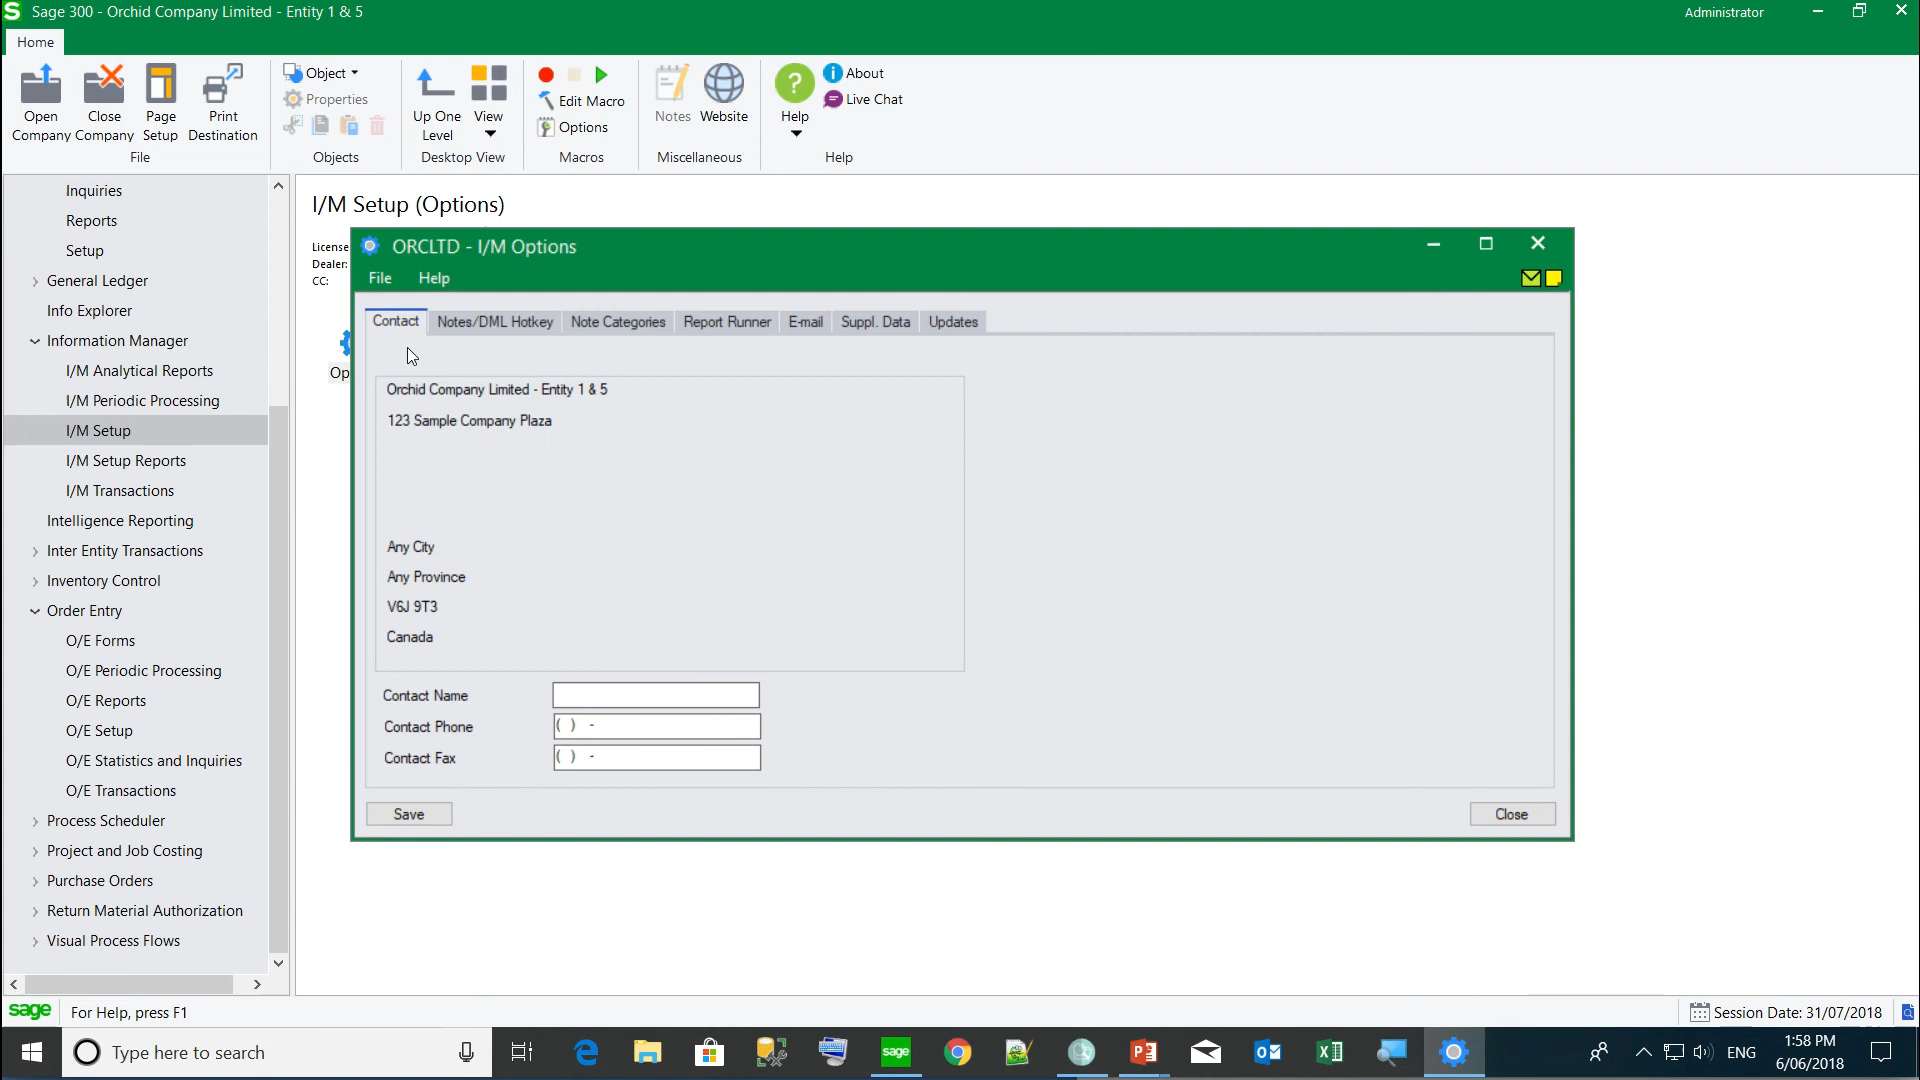 Sage 300 - Orchid Company Limited - Entity 1 & 5
Administrator
Home
Open Company
Close Company
Page Setup
Print Destination
File
Object
Properties
Objects
Up One Level
View
Desktop View
Edit Macro
Options
Macros
Notes
Website
Miscellaneous
Help
About
Live Chat
Help
Inquiries
Reports
Setup
General Ledger
Info Explorer
Information Manager
I/M Analytical Reports
I/M Periodic Processing
I/M Setup
I/M Setup Reports
I/M Transactions
Intelligence Reporting
Inter Entity Transactions
Inventory Control
Order Entry
O/E Forms
O/E Periodic Processing
O/E Reports
O/E Setup
O/E Statistics and Inquiries
O/E Transactions
Process Scheduler
Project and Job Costing
Purchase Orders
Return Material Authorization
Visual Process Flows
I/M Setup (Options)
License
Dealer:
CC:
Op
ORCLTD - I/M Options
File Help
Contact Notes/DML Hotkey Note Categories Report Runner E-mail Suppl. Data Updates
Orchid Company Limited - Entity 1 & 5
123 Sample Company Plaza
Any City
Any Province
V6J 9T3
Canada
Contact Name
Contact Phone ( ) -
Contact Fax ( ) -
Save
Close
sage For Help, press F1
Session Date: 31/07/2018
Type here to search
sage
ENG
1:58 PM
6/06/2018